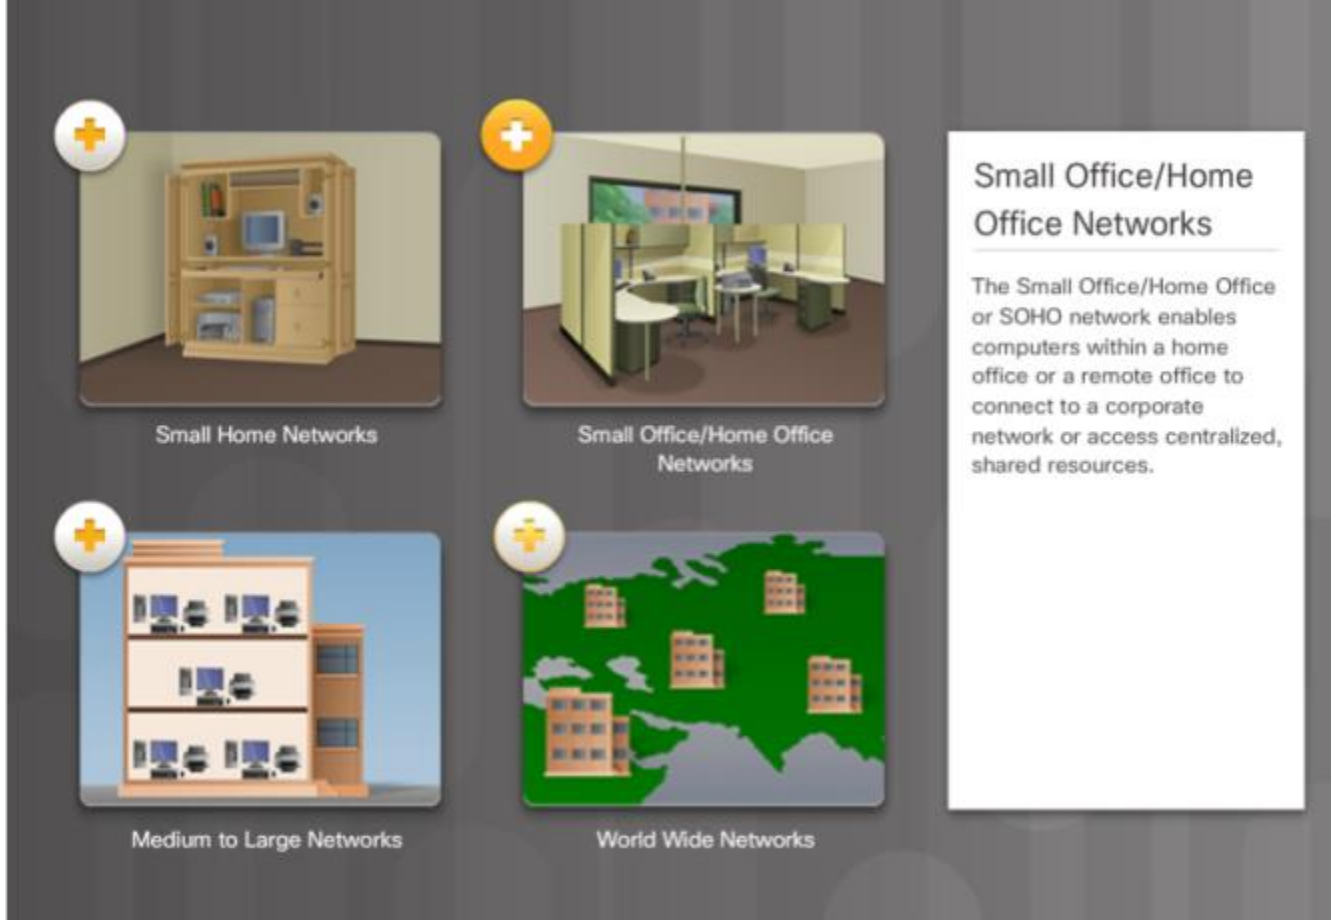 Small Home Networks
Small Office/Home Office
Networks
Medium to Large Networks
World Wide Networks
Small Office/Home
Office Networks
The Small Office/Home Office
or SOHO network enables
computers within a home
office or a remote office to
connect to a corporate
network or access centralized,
shared resources.